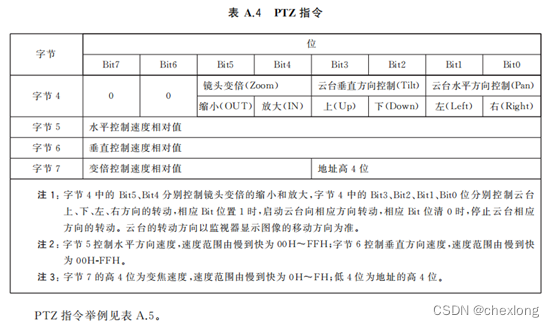 表 A.4 PTZ 指令
字节 位
Bit7 Bit6 Bit5 Bit4 Bit3 Bit2 Bit1 Bit0
字节 4 0 0 镜头变倍(Zoom) 云台垂直方向控制(Tilt) 云台水平方向控制(Pan)
缩小(OUT) 放大(IN) 上(Up) 下(Down) 左(Left) 右(Right)
字节 5 水平控制速度相对值
字节 6 垂直控制速度相对值
字节 7 变倍控制速度相对值 地址高 4 位
注 1：字节 4 中的 Bit5、Bit4 分别控制镜头变倍的缩小和放大,字节 4 中的 Bit3、Bit2、Bit1、Bit0 位分别控制云台
上、下、左、右方向的转动,相应 Bit 位置 1 时,启动云台向相应方向转动,相应 Bit 位清 0 时,停止云台相应
方向的转动。云台的转动方向以监视器显示图像的移动方向为准。
注 2：字节 5 控制水平方向速度,速度范围由慢到快为 00H～FFH;字节 6 控制垂直方向速度,速度范围由慢到快
为 00H-FFH。
注 3：字节 7 的高 4 位为变焦速度,速度范围由慢到快为 0H～FH;低 4 位为地址的高 4 位。
PTZ 指令举例见表 A.5。
CSDN @chexlong